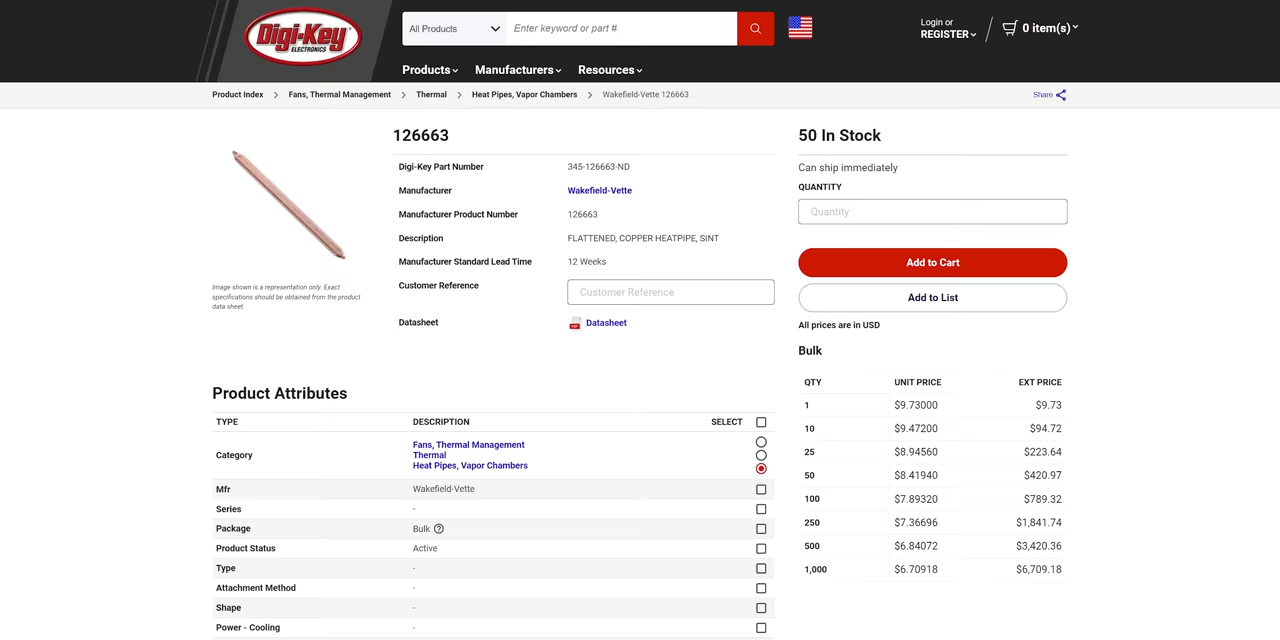 Digi-Key
ELECTRONICS
All Products
Enter keyword or part #
Login or
REGISTER
0 item(s)
Products
Manufacturers
Resources
Product Index
Fans, Thermal Management
Thermal
Heat Pipes, Vapor Chambers
Wakefield-Vette 126663
Share
Image shown is a representation only. Exact
specifications should be obtained from the product
data sheet.
126663
Digi-Key Part Number 345-126663-ND
Manufacturer Wakefield-Vette
Manufacturer Product Number 126663
Description FLATTENED, COPPER HEATPIPE, SINT
Manufacturer Standard Lead Time 12 Weeks
Customer Reference Customer Reference
Datasheet Datasheet
50 In Stock
Can ship immediately
QUANTITY
Quantity
Add to Cart
Add to List
All prices are in USD
Bulk
QTY UNIT PRICE EXT PRICE
1 $9.73000 $9.73
10 $9.47200 $94.72
25 $8.94560 $223.64
50 $8.41940 $420.97
100 $7.89320 $789.32
250 $7.36696 $1,841.74
500 $6.84072 $3,420.36
1,000 $6.70918 $6,709.18
Product Attributes
TYPE DESCRIPTION SELECT
Category Fans, Thermal Management
Thermal
Heat Pipes, Vapor Chambers
Mfr Wakefield-Vette
Series -
Package Bulk
Product Status Active
Type -
Attachment Method -
Shape -
Power - Cooling -